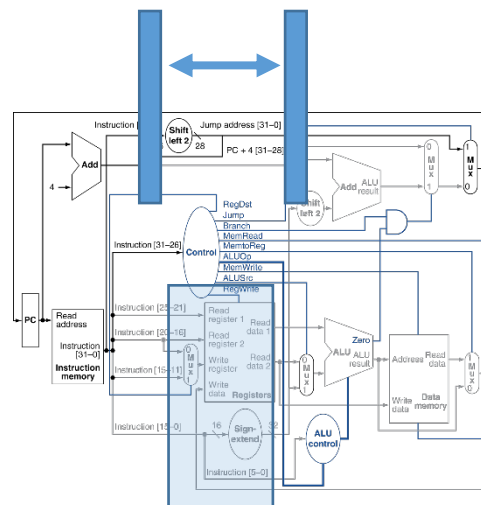 Instruction [
Shift
left 2
28
Jump address [31–0]
PC + 4 [31–28]
Add
4
0
M
u
x
1
1
M
u
x
0
Add
ALU
result
Shift
left 2
RegDst
Jump
Branch
MemRead
MemtoReg
ALUOp
MemWrite
ALUSrc
RegWrite
Control
Instruction [31–26]
PC
Read
address
Instruction
[31–0]
Instruction
memory
Instruction [25–21]
Instruction [20–16]
Instruction [15–11]
Instruction [15–0]
0
M
u
x
1
Read
register 1
Read
register 2
Write
register
Write
data
Read
data 1
Read
data 2
Registers
0
M
u
x
1
Zero
ALU
ALU
result
Address
Read
data
Write
data
Data
memory
1
M
u
x
0
16
Sign-
extend
32
ALU
control
Instruction [5–0]